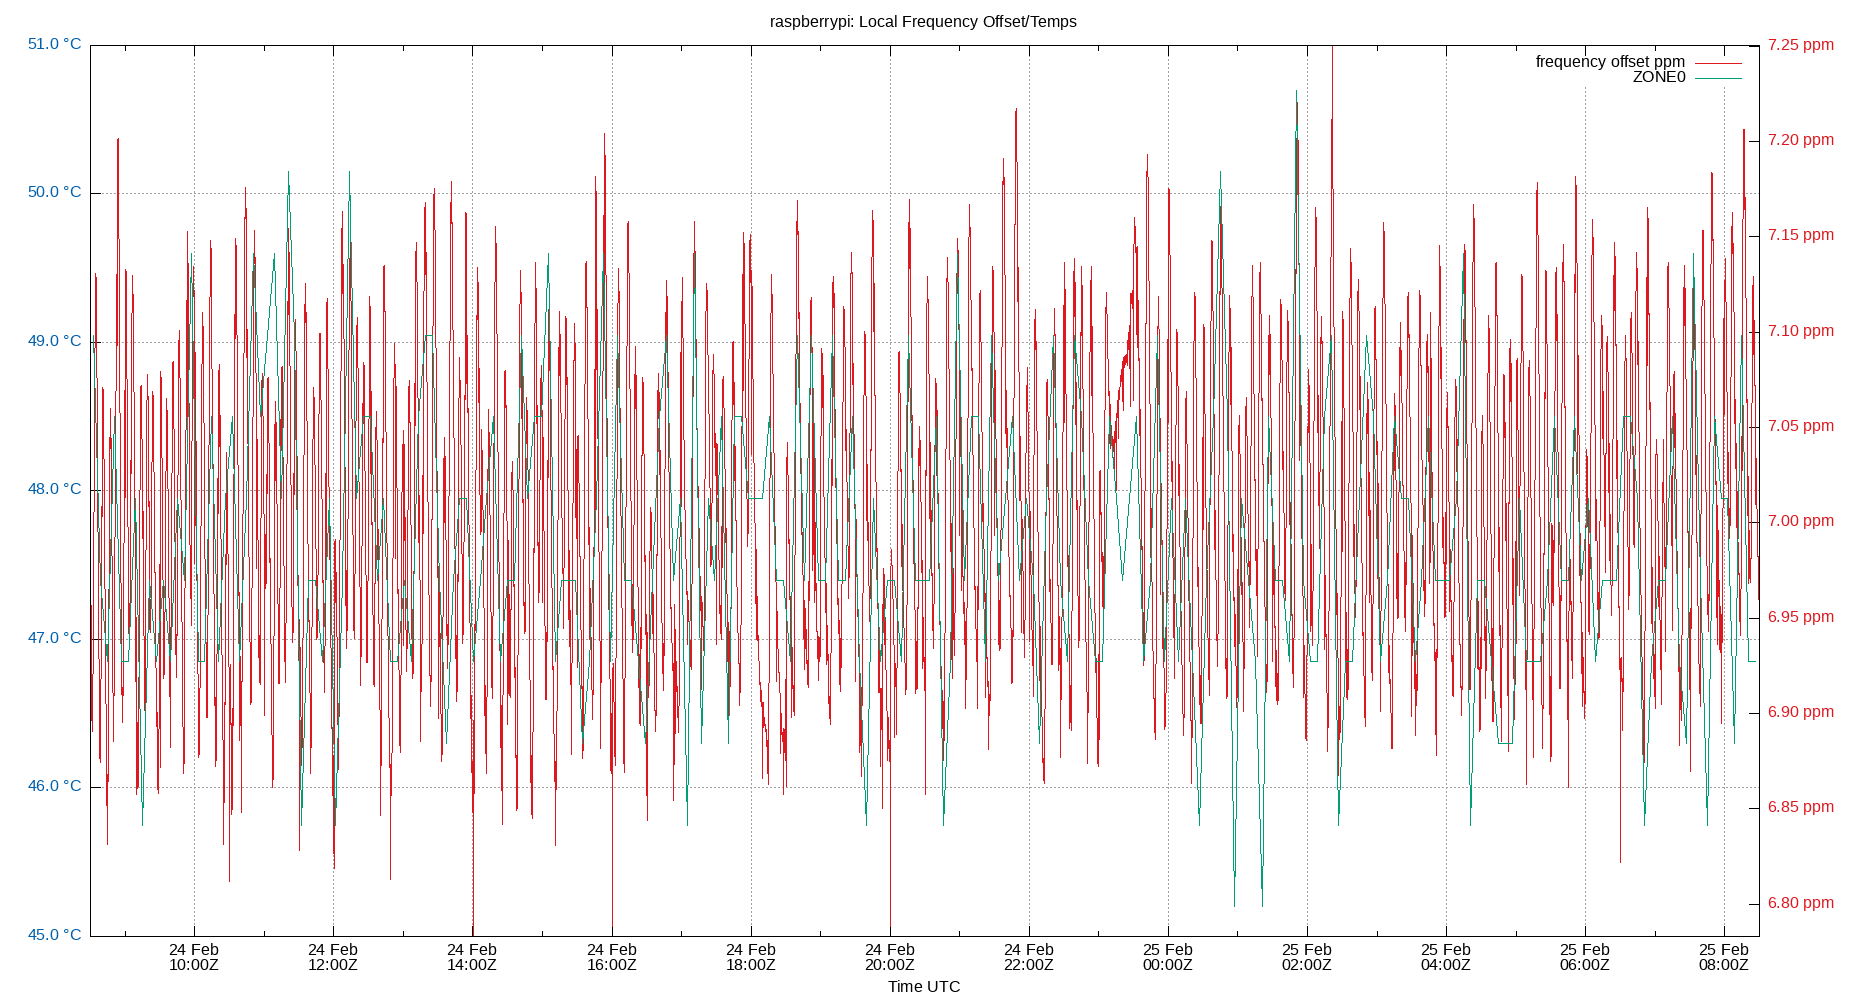 raspberrypi: Local Frequency Offset/Temps
51.0 °C
50.0 °C
49.0 °C
48.0 °C
47.0 °C
46.0 °C
45.0 °C
frequency offset ppm
ZONE0
7.25 ppm
7.20 ppm
7.15 ppm
7.10 ppm
7.05 ppm
7.00 ppm
6.95 ppm
6.90 ppm
6.85 ppm
6.80 ppm
24 Feb
10:00Z
24 Feb
12:00Z
24 Feb
14:00Z
24 Feb
16:00Z
24 Feb
18:00Z
24 Feb
20:00Z
24 Feb
22:00Z
25 Feb
00:00Z
25 Feb
02:00Z
25 Feb
04:00Z
25 Feb
06:00Z
25 Feb
08:00Z
Time UTC